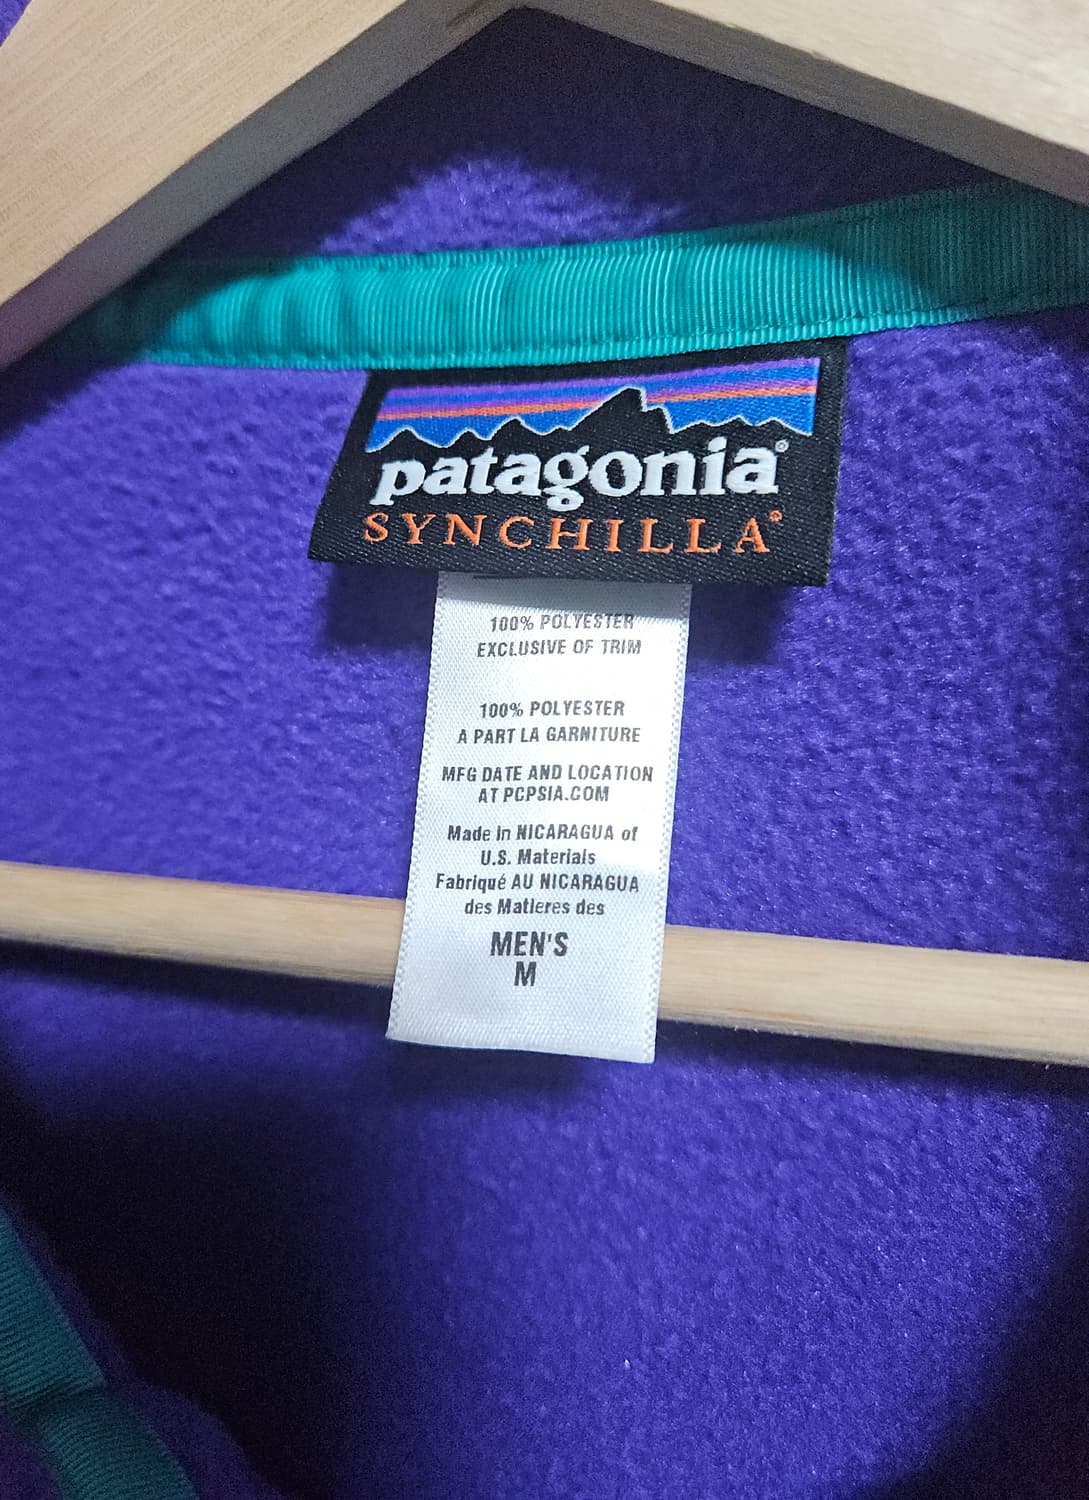 patagonia®
SYNCHILLA®
100% POLYESTER
EXCLUSIVE OF TRIM
100% POLYESTER
A PART LA GARNITURE
MFG DATE AND LOCATION
AT PCPSIA.COM
Made in NICARAGUA of
U.S. Materials
Fabriqué AU NICARAGUA
des Matieres des
MEN'S
M